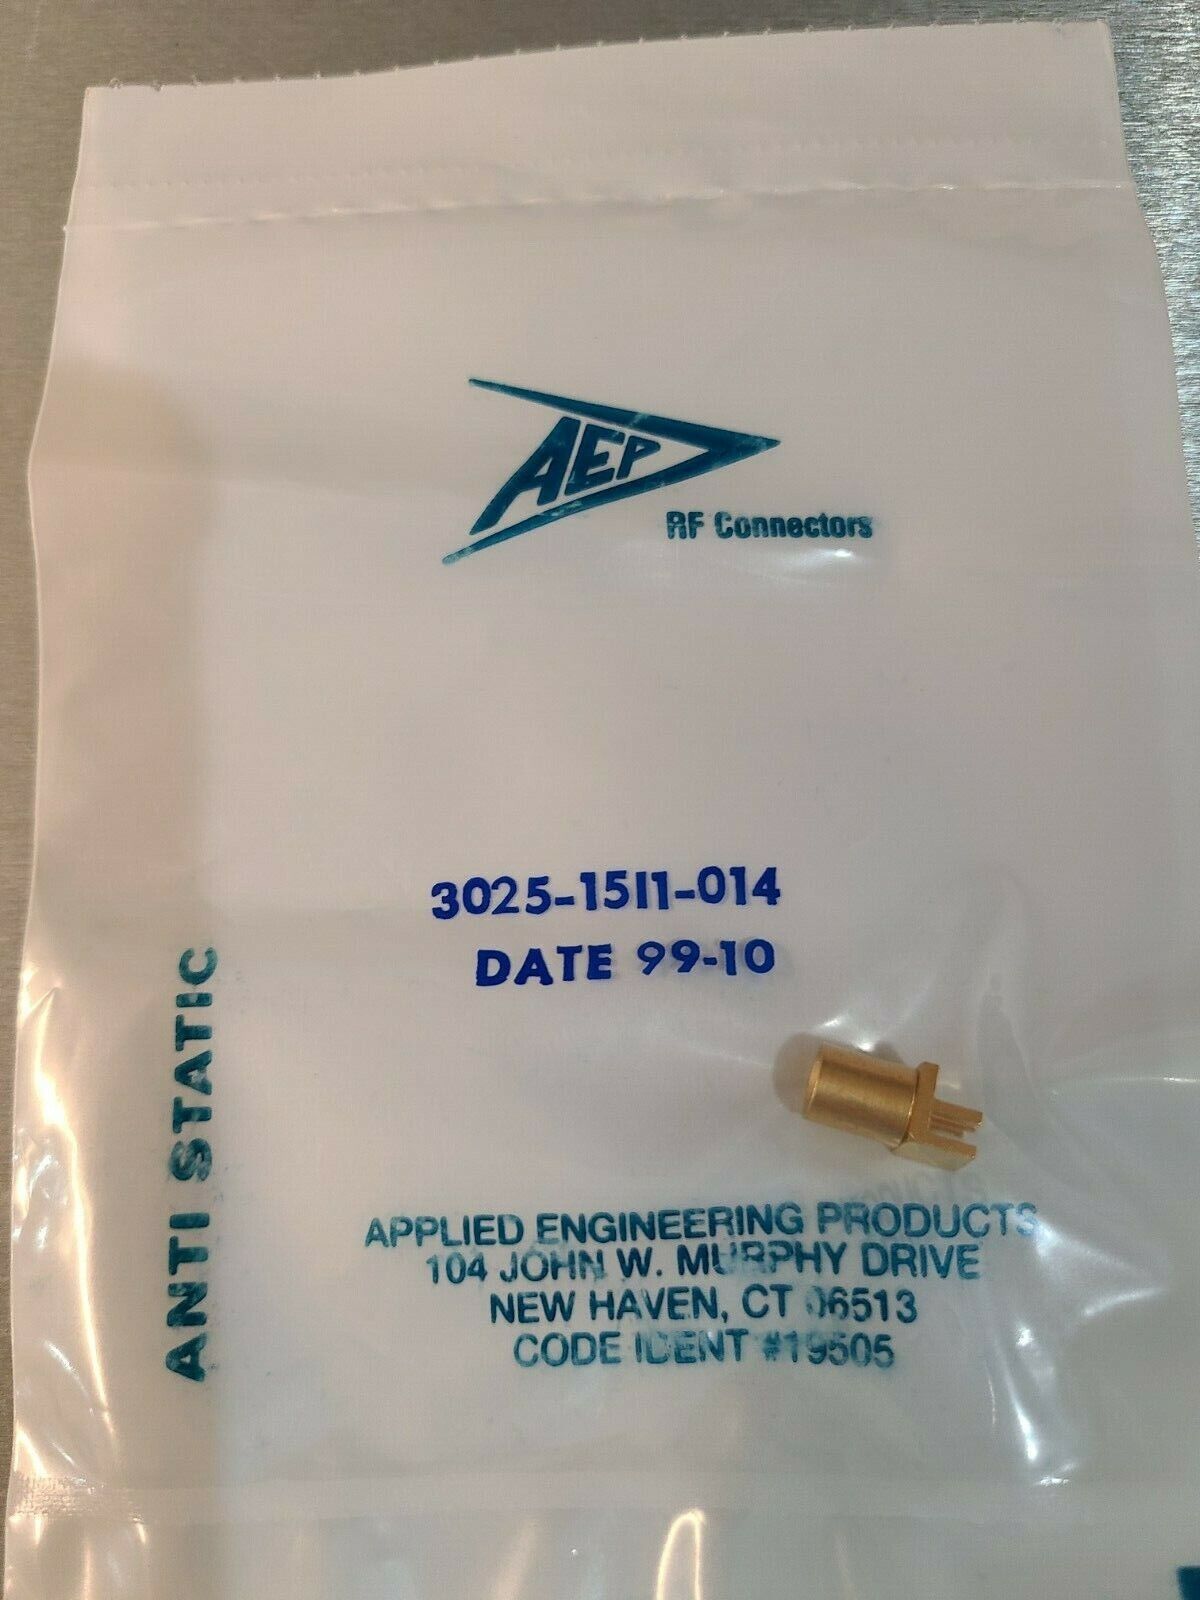 AEP
RF Connectors
3025-1511-014
DATE 99-10
ANTI STATIC
APPLIED ENGINEERING PRODUCTS
104 JOHN W. MURPHY DRIVE
NEW HAVEN, CT 06513
CODE IDENT #19505